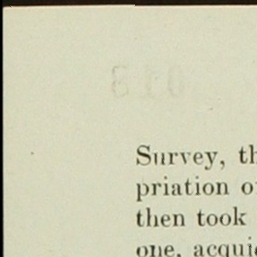 Survey, th
priation o
then took
one, acqui